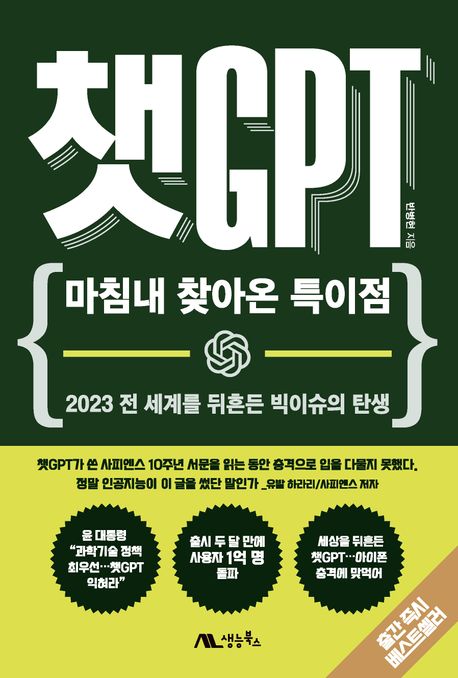 챗GPT
반병현 지음
마침내 찾아온 특이점
2023 전 세계를 뒤흔든 빅이슈의 탄생
챗GPT가 쓴 사피엔스 10주년 서문을 읽는 동안 충격으로 입을 다물지 못했다.
정말 인공지능이 이 글을 썼단 말인가 _유발 하라리/사피엔스 저자
윤 대통령
“과학기술 정책
최우선…챗GPT
익혀라”
출시 두 달 만에
사용자 1억 명
돌파
세상을 뒤흔든
챗GPT…아이폰
충격에 맞먹어
출간 즉시
베스트셀러
생능북스